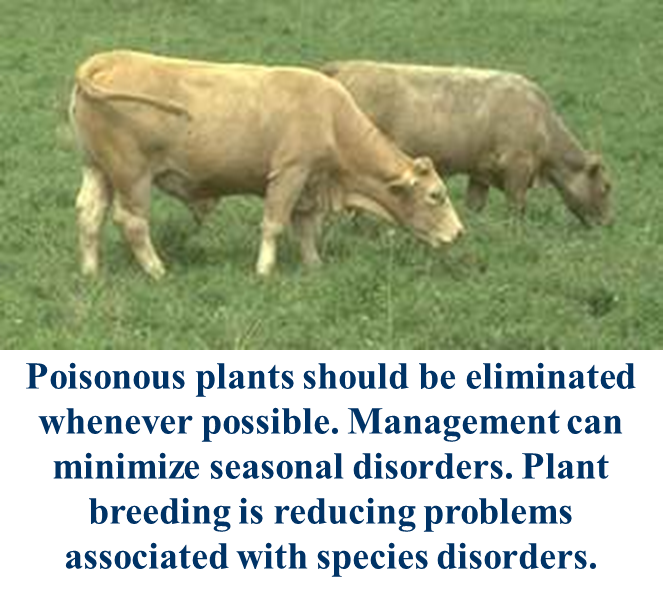 Poisonous plants should be eliminated
whenever possible. Management can
minimize seasonal disorders. Plant
breeding is reducing problems
associated with species disorders.